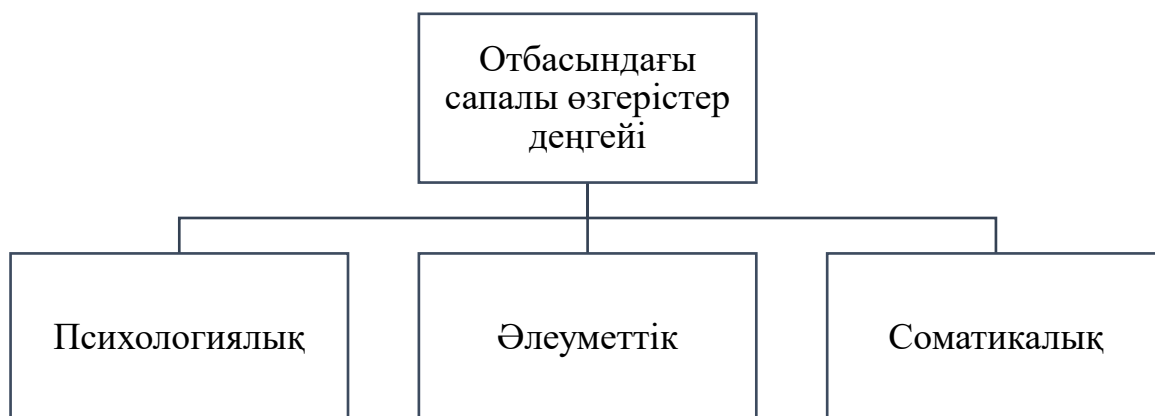 Отбасындағы
сапалы өзгерістер
деңгейі
Психологиялық
Әлеуметтік
Соматикалық